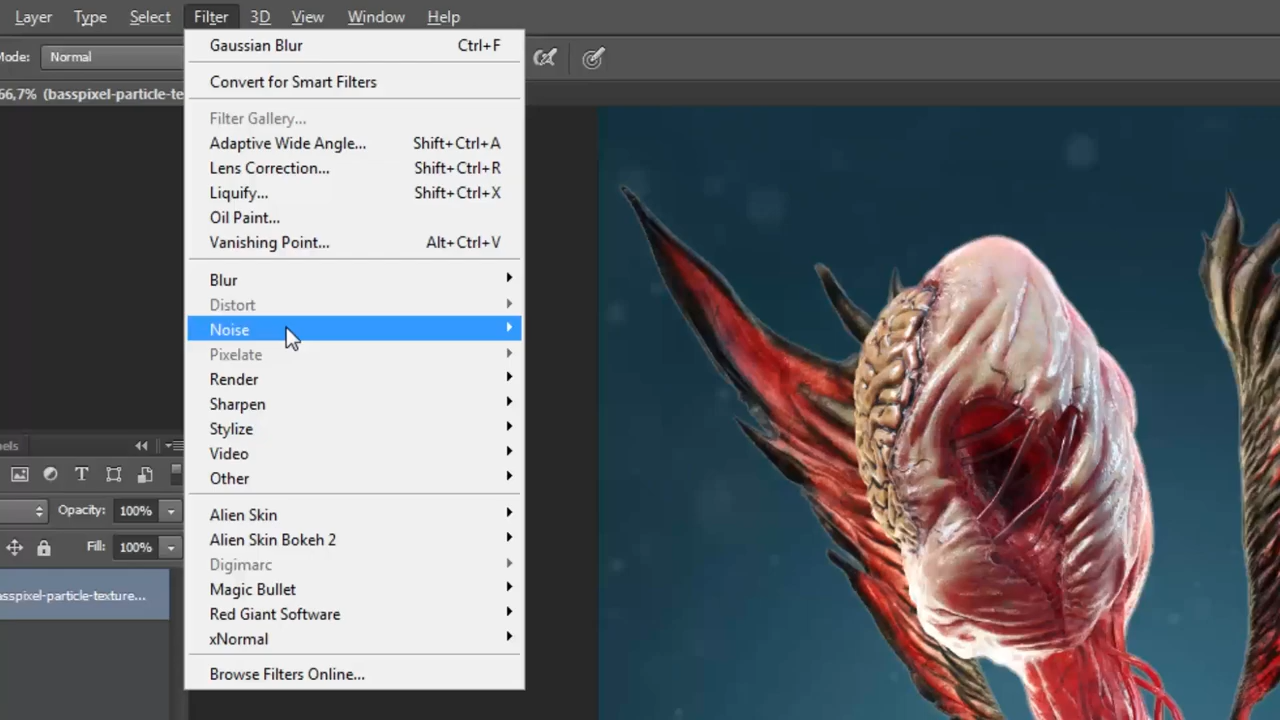 Layer Type Select Filter 3D View Window Help
Mode: Normal
66,7% (basspixel-particle-te
Gaussian Blur Ctrl+F
Convert for Smart Filters
Filter Gallery...
Adaptive Wide Angle... Shift+Ctrl+A
Lens Correction... Shift+Ctrl+R
Liquify... Shift+Ctrl+X
Oil Paint...
Vanishing Point... Alt+Ctrl+V
Blur
Distort
Noise
Pixelate
Render
Sharpen
Stylize
Video
Other
Alien Skin
Alien Skin Bokeh 2
Digimarc
Magic Bullet
Red Giant Software
xNormal
Browse Filters Online...
nels
Opacity: 100%
Fill: 100%
asspixel-particle-texture...